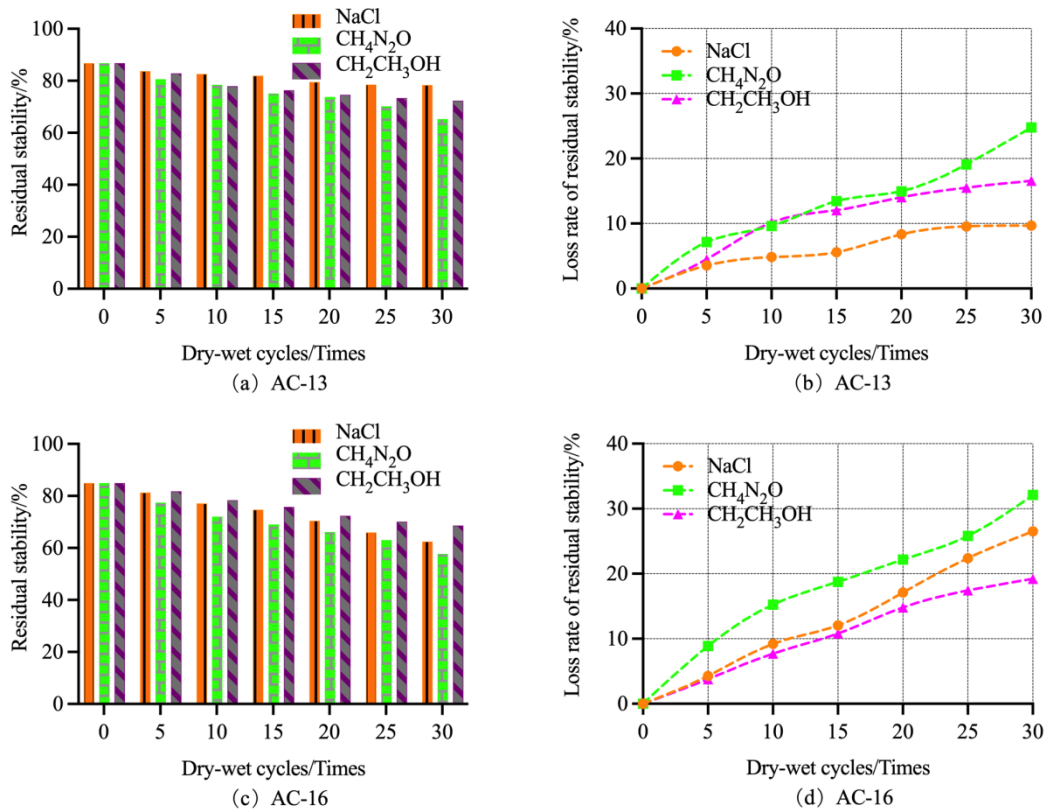 100
80
60
40
20
0
Residual stability/%
NaCl
CH₄N₂O
CH₂CH₃OH
0 5 10 15 20 25 30
Dry-wet cycles/Times
(a) AC-13
40
30
20
10
0
Loss rate of residual stability/%
NaCl
CH₄N₂O
CH₂CH₃OH
0 5 10 15 20 25 30
Dry-wet cycles/Times
(b) AC-13
100
80
60
40
20
0
Residual stability/%
NaCl
CH₄N₂O
CH₂CH₃OH
0 5 10 15 20 25 30
Dry-wet cycles/Times
(c) AC-16
40
30
20
10
0
Loss rate of residual stability/%
NaCl
CH₄N₂O
CH₂CH₃OH
0 5 10 15 20 25 30
Dry-wet cycles/Times
(d) AC-16